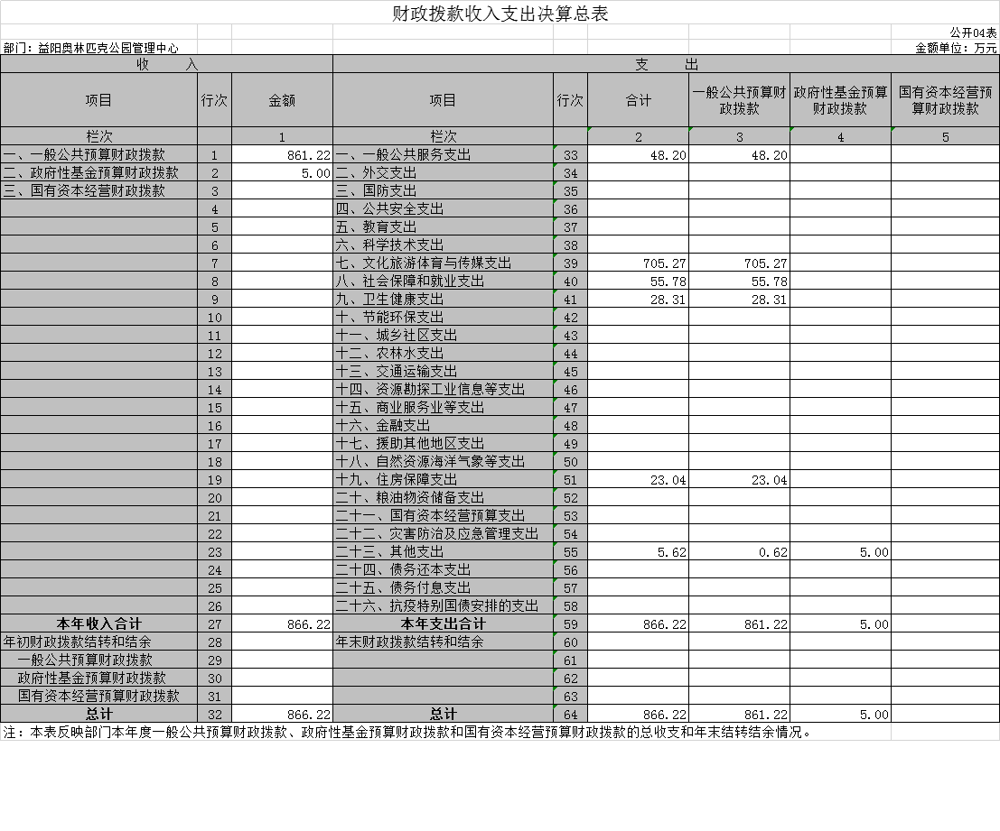 财政拨款收入支出决算总表
公开04表
部门：益阳奥林匹克公园管理中心 金额单位：万元
收 入 支 出
项目 行次 金额 项目 行次 合计 一般公共预算财政拨款 政府性基金预算财政拨款 国有资本经营预算财政拨款
栏次 1 栏次 2 3 4 5
一、一般公共预算财政拨款 1 861.22 一、一般公共服务支出 33 48.20 48.20
二、政府性基金预算财政拨款 2 5.00 二、外交支出 34
三、国有资本经营财政拨款 3 三、国防支出 35
4 四、公共安全支出 36
5 五、教育支出 37
6 六、科学技术支出 38
7 七、文化旅游体育与传媒支出 39 705.27 705.27
8 八、社会保障和就业支出 40 55.78 55.78
9 九、卫生健康支出 41 28.31 28.31
10 十、节能环保支出 42
11 十一、城乡社区支出 43
12 十二、农林水支出 44
13 十三、交通运输支出 45
14 十四、资源勘探工业信息等支出 46
15 十五、商业服务业等支出 47
16 十六、金融支出 48
17 十七、援助其他地区支出 49
18 十八、自然资源海洋气象等支出 50
19 十九、住房保障支出 51 23.04 23.04
20 二十、粮油物资储备支出 52
21 二十一、国有资本经营预算支出 53
22 二十二、灾害防治及应急管理支出 54
23 二十三、其他支出 55 5.62 0.62 5.00
24 二十四、债务还本支出 56
25 二十五、债务付息支出 57
26 二十六、抗疫特别国债安排的支出 58
本年收入合计 27 866.22 本年支出合计 59 866.22 861.22 5.00
年初财政拨款结转和结余 28 年末财政拨款结转和结余 60
一般公共预算财政拨款 29 61
政府性基金预算财政拨款 30 62
国有资本经营预算财政拨款 31 63
总计 32 866.22 总计 64 866.22 861.22 5.00
注：本表反映部门本年度一般公共预算财政拨款、政府性基金预算财政拨款和国有资本经营预算财政拨款的总收支和年末结转结余情况。